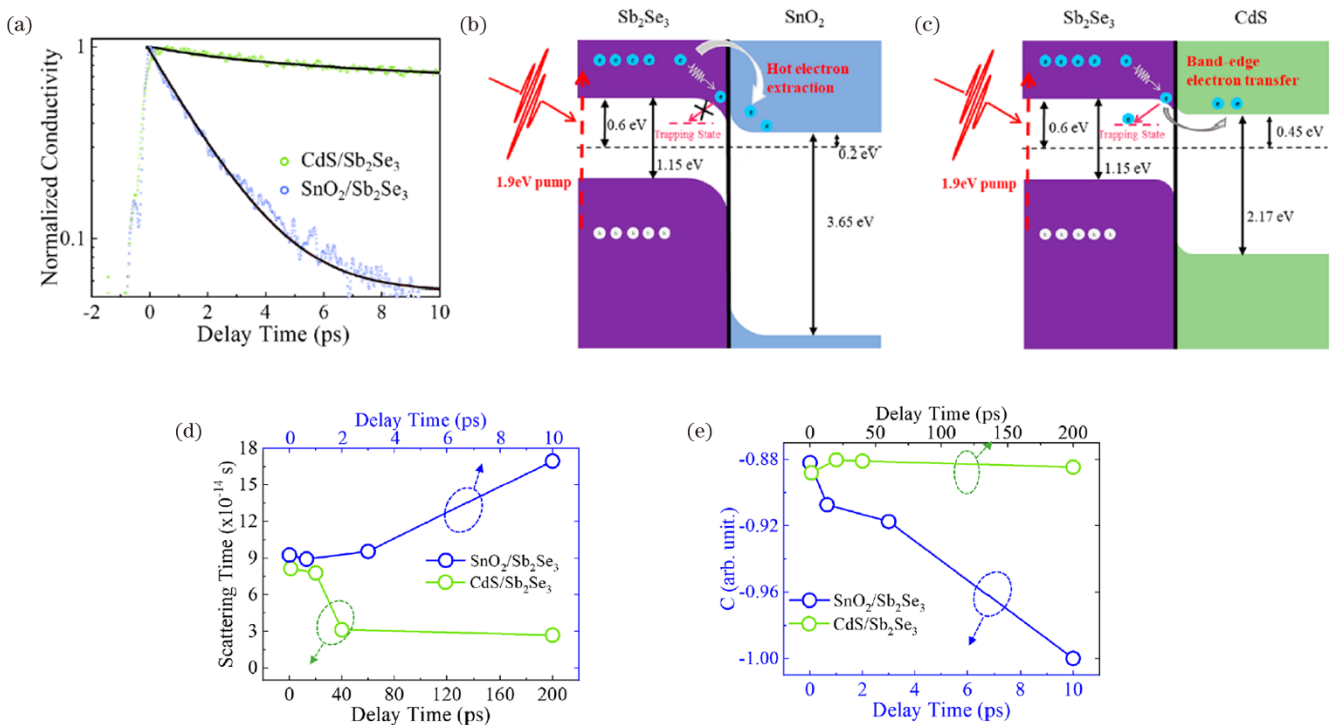 (a)
1
0.1
Normalized Conductivity
CdS/Sb₂Se₃
SnO₂/Sb₂Se₃
-2 0 2 4 6 8 10
Delay Time (ps)
(b)
Sb₂Se₃ SnO₂
e e e e e
Hot electron
extraction
e
e
e
Trapping State
0.6 eV
1.15 eV
0.2 eV
1.9eV pump
3.65 eV
(c)
Sb₂Se₃ CdS
e e e e e
Band-edge
electron transfer
e
e
e e
Trapping State
0.6 eV
0.45 eV
1.15 eV
1.9eV pump
2.17 eV
(d)
Delay Time (ps)
0 2 4 6 8 10
18
15
12
9
6
3
0
Scattering Time (x10⁻¹⁴ s)
SnO₂/Sb₂Se₃
CdS/Sb₂Se₃
0 40 80 120 160 200
Delay Time (ps)
(e)
Delay Time (ps)
0 50 100 150 200
-0.88
-0.92
-0.96
-1.00
C (arb. unit.)
SnO₂/Sb₂Se₃
CdS/Sb₂Se₃
0 2 4 6 8 10
Delay Time (ps)